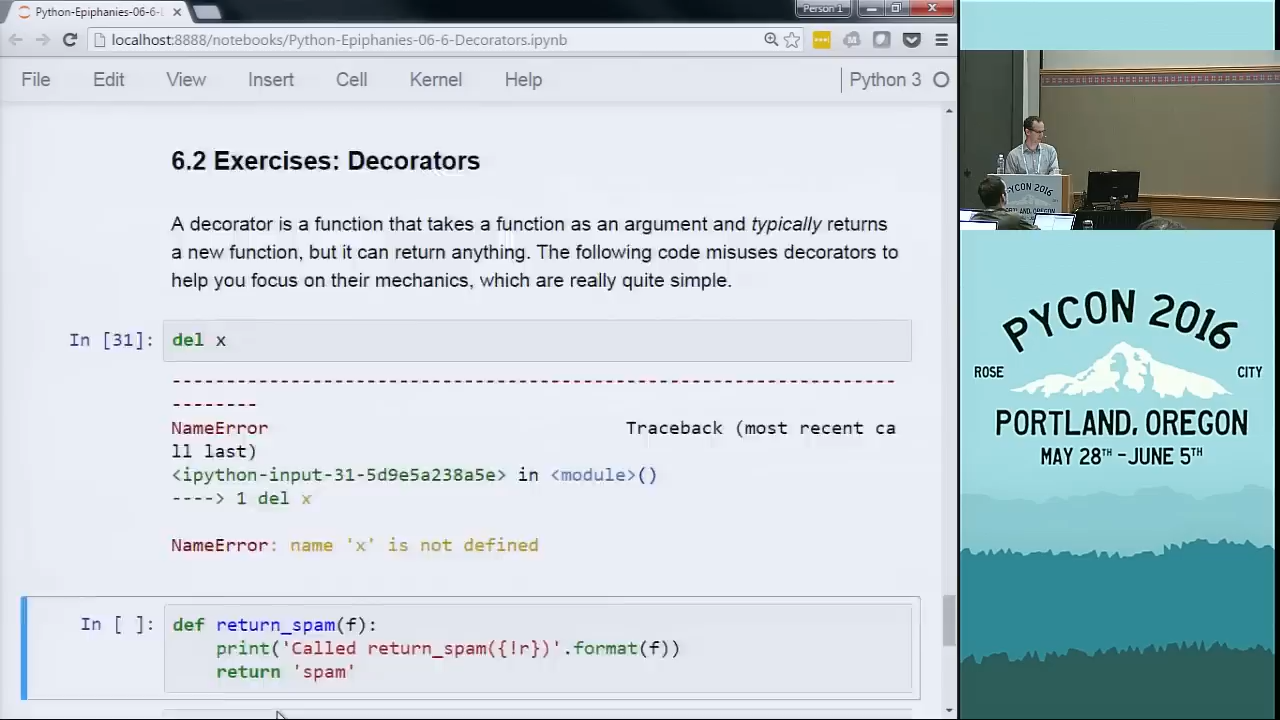 Python-Epiphanies-06-6-
Person 1
localhost:8888/notebooks/Python-Epiphanies-06-6-Decorators.ipynb
File Edit View Insert Cell Kernel Help Python 3
6.2 Exercises: Decorators
A decorator is a function that takes a function as an argument and typically returns
a new function, but it can return anything. The following code misuses decorators to
help you focus on their mechanics, which are really quite simple.
In [31]: del x
--------------------------------------------------------------------
--------
NameError Traceback (most recent ca
ll last)
<ipython-input-31-5d9e5a238a5e> in <module>()
----> 1 del x
NameError: name 'x' is not defined
In [ ]: def return_spam(f):
print('Called return_spam({!r})'.format(f))
return 'spam'
PYCON 2016
PORTLAND, OREGON
PYCON 2016
ROSE CITY
PORTLAND, OREGON
MAY 28TH - JUNE 5TH